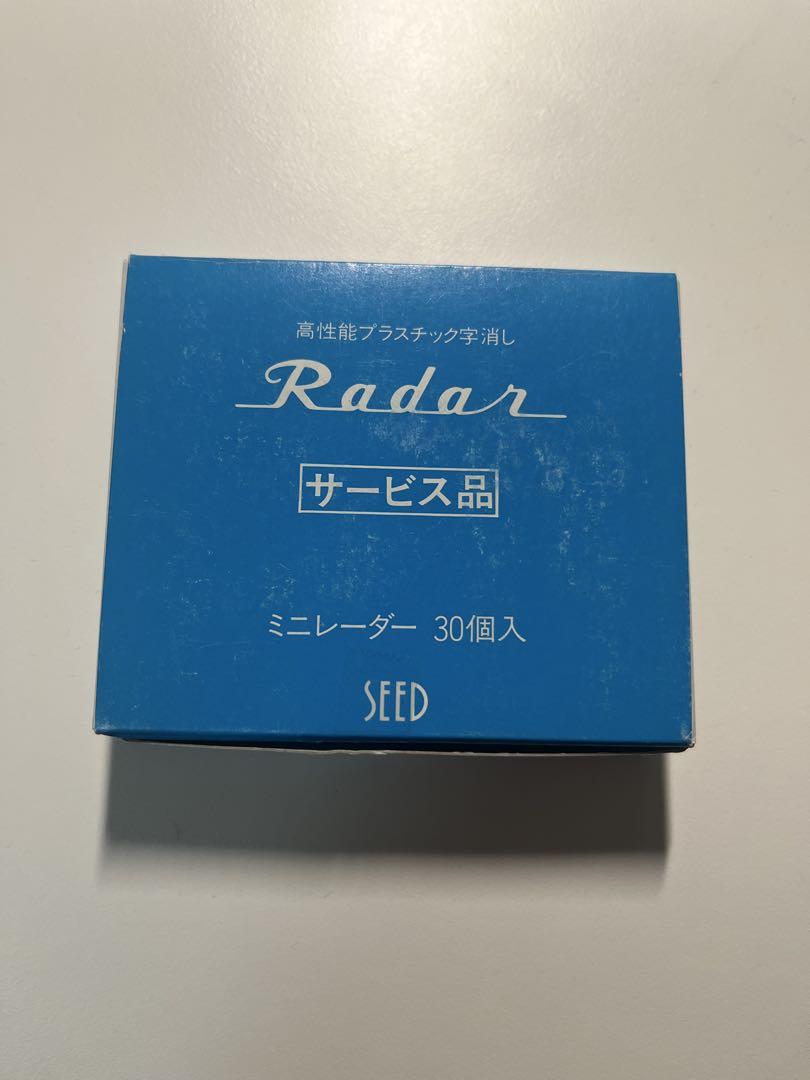 高性能プラスチック字消し
Radar
サービス品
ミニレーダー 30個入
SEED